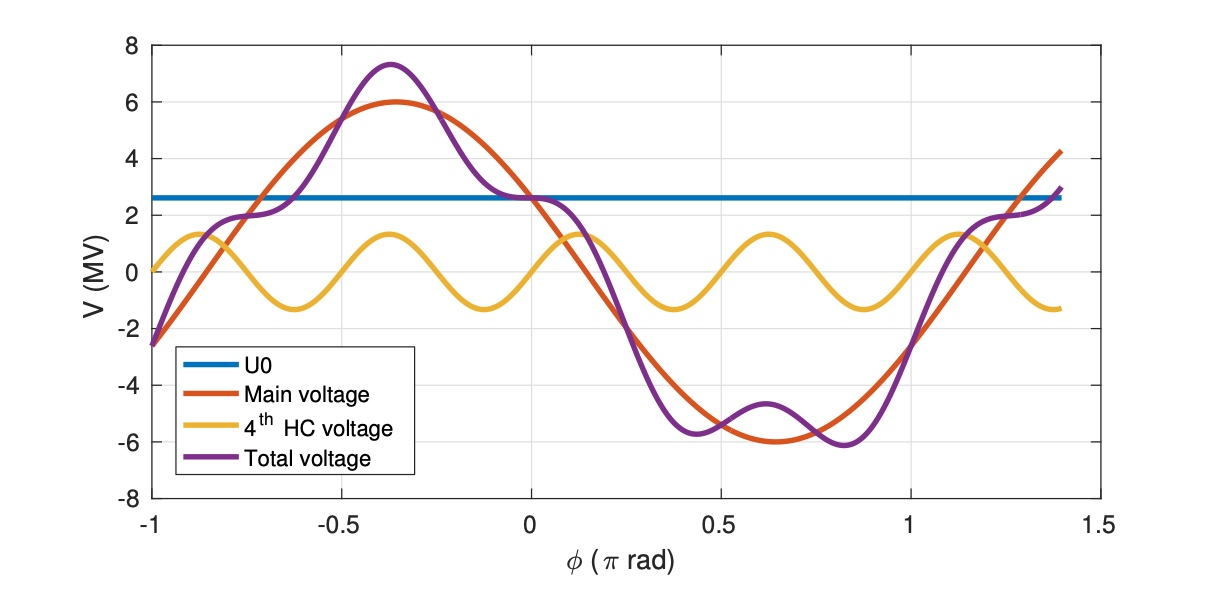 8
6
4
2
0
-2
-4
-6
-8
V (MV)
U0
Main voltage
4th HC voltage
Total voltage
-1 -0.5 0 0.5 1 1.5
ϕ (π rad)